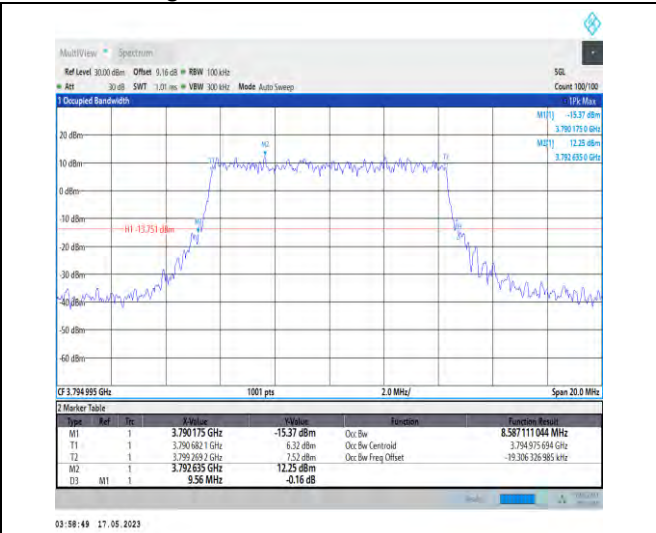 MultiView Spectrum
Ref Level 30.00 dBm Offset 9.16 dB RBW 100 kHz SGL
Att 30 dB SWT 1.01 ms VBW 300 kHz Mode Auto Sweep Count 100/100
1 Occupied Bandwidth 1Pk Max
M1[1] -15.37 dBm
3.790 175 0 GHz
M2[1] 12.25 dBm
3.792 635 0 GHz
20 dBm
M2
10 dBm
T1
T2
0 dBm
-10 dBm
M1
H1 -13.751 dBm
-20 dBm
-30 dBm
-40 dBm
-50 dBm
-60 dBm
CF 3.794 995 GHz 1001 pts 2.0 MHz/ Span 20.0 MHz
2 Marker Table
Type Ref Trc X-Value Y-Value Function Function Result
M1 1 3.790175 GHz -15.37 dBm Occ Bw 8.587111 044 MHz
T1 1 3.790 682 1 GHz 6.32 dBm Occ Bw Centroid 3.794 975 694 GHz
T2 1 3.799 269 2 GHz 7.52 dBm Occ Bw Freq Offset -19.306 326 985 kHz
M2 1 3.792635 GHz 12.25 dBm
D3 M1 1 9.56 MHz -0.16 dB
03:58:49 17.05.2023